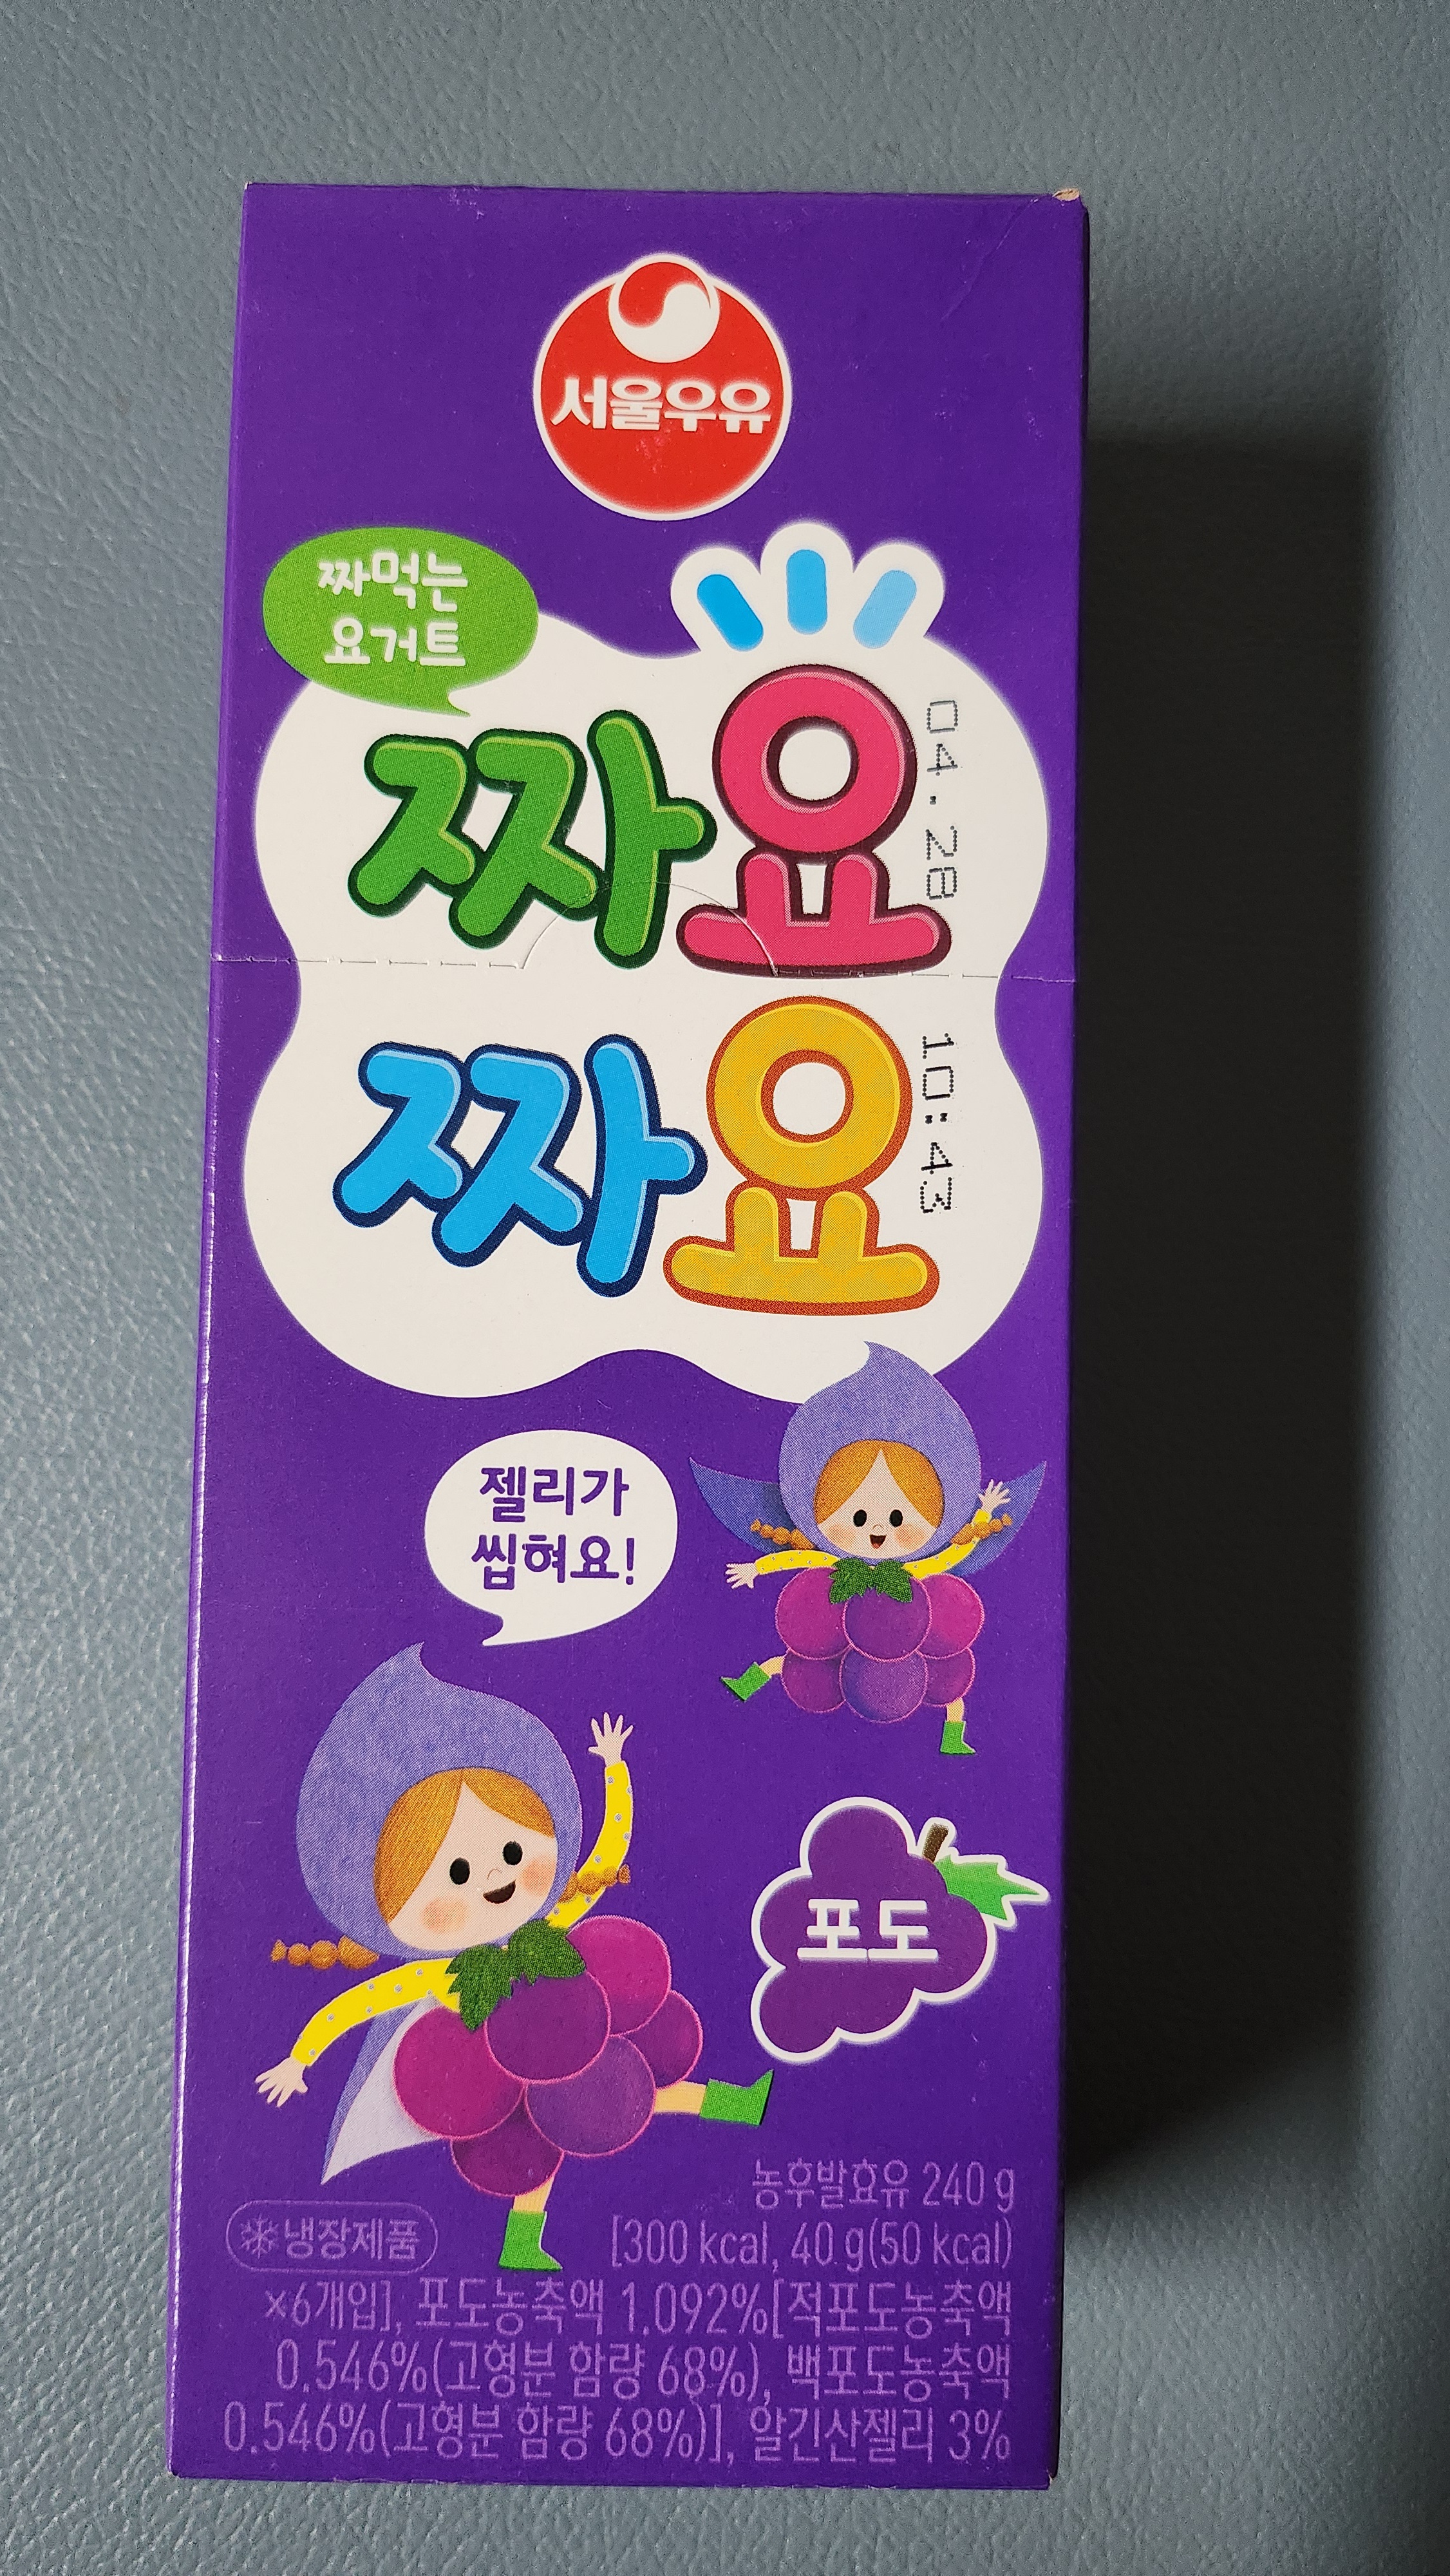 서울우유
짜먹는
요거트
짜요
짜요
04.28 10:43
젤리가
씹혀요!
포도
냉장제품
농후발효유 240 g
[300 kcal, 40 g(50 kcal)
×6개입], 포도농축액 1.092%[적포도농축액
0.546%(고형분 함량 68%), 백포도농축액
0.546%(고형분 함량 68%)], 알긴산젤리 3%